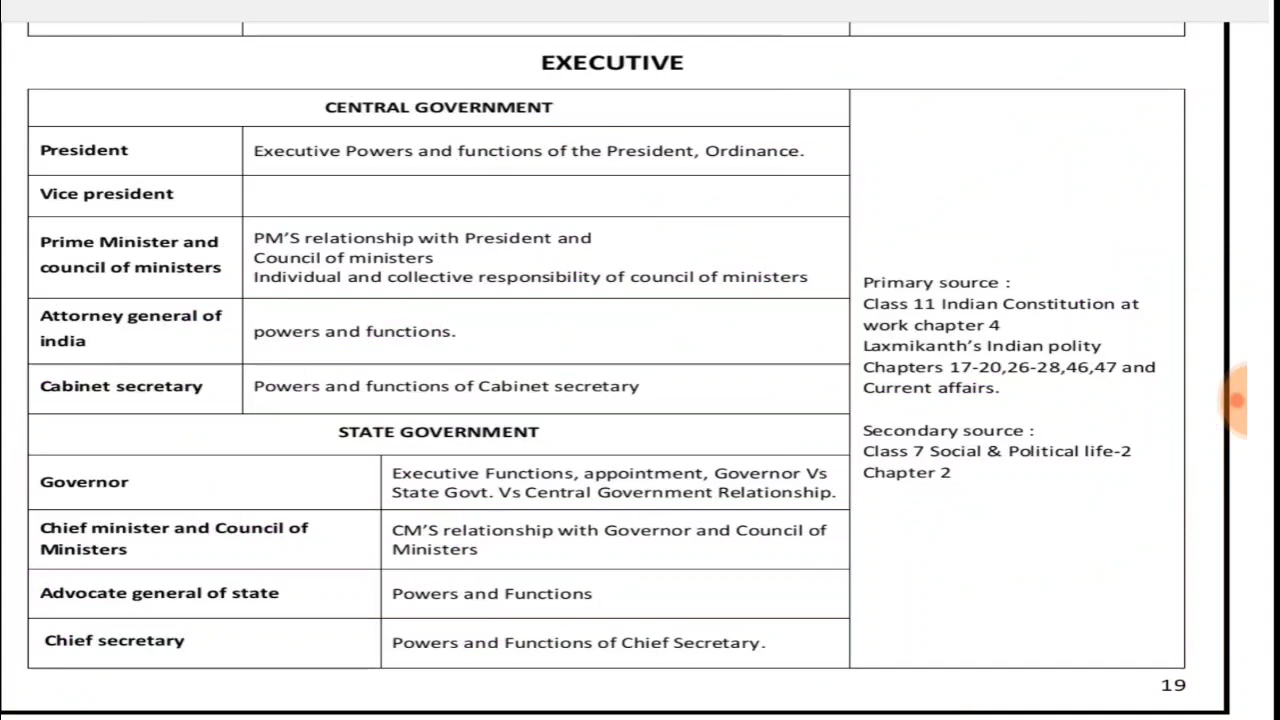 EXECUTIVE
CENTRAL GOVERNMENT
President
Executive Powers and functions of the President, Ordinance.
Vice president
Prime Minister and
council of ministers
PM’S relationship with President and
Council of ministers
Individual and collective responsibility of council of ministers
Attorney general of
india
powers and functions.
Cabinet secretary
Powers and functions of Cabinet secretary
STATE GOVERNMENT
Governor
Executive Functions, appointment, Governor Vs
State Govt. Vs Central Government Relationship.
Chief minister and Council of
Ministers
CM’S relationship with Governor and Council of
Ministers
Advocate general of state
Powers and Functions
Chief secretary
Powers and Functions of Chief Secretary.
Primary source :
Class 11 Indian Constitution at
work chapter 4
Laxmikanth’s Indian polity
Chapters 17-20,26-28,46,47 and
Current affairs.
Secondary source :
Class 7 Social & Political life-2
Chapter 2
19